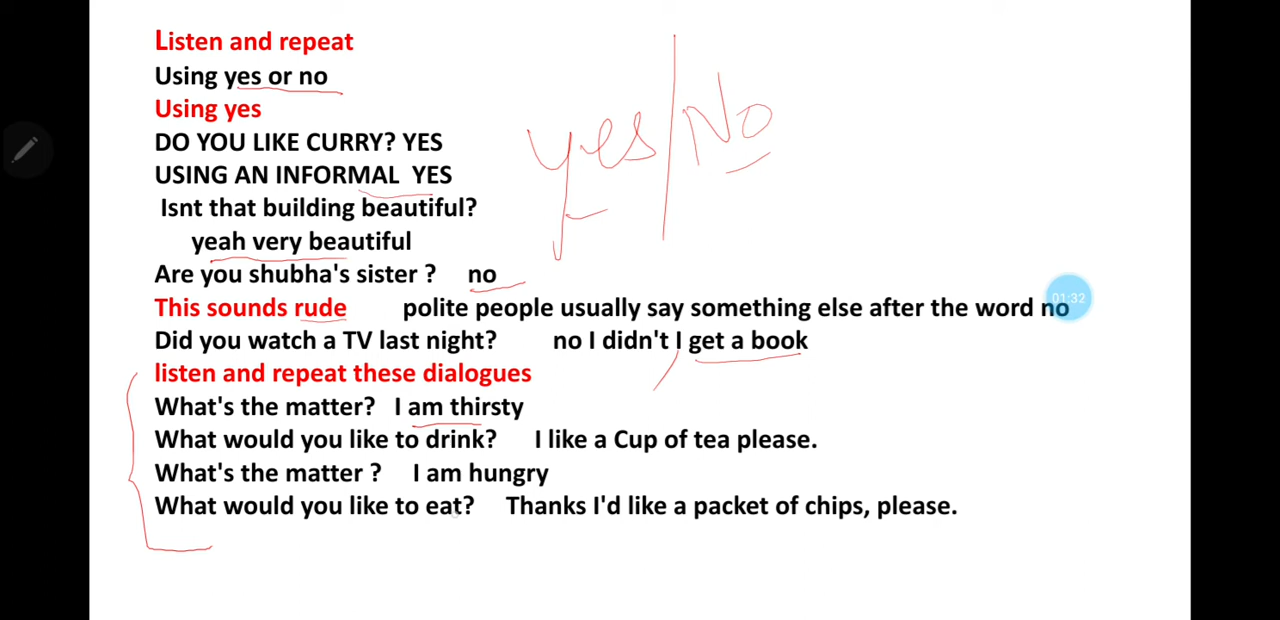 Listen and repeat
Using yes or no
Using yes
DO YOU LIKE CURRY? YES
USING AN INFORMAL YES
Isnt that building beautiful?
yeah very beautiful
yes/No
Are you shubha's sister ? no
This sounds rude polite people usually say something else after the word no
01:32
Did you watch a TV last night? no I didn't I get a book
listen and repeat these dialogues
What's the matter? I am thirsty
What would you like to drink? I like a Cup of tea please.
What's the matter ? I am hungry
What would you like to eat? Thanks I'd like a packet of chips, please.